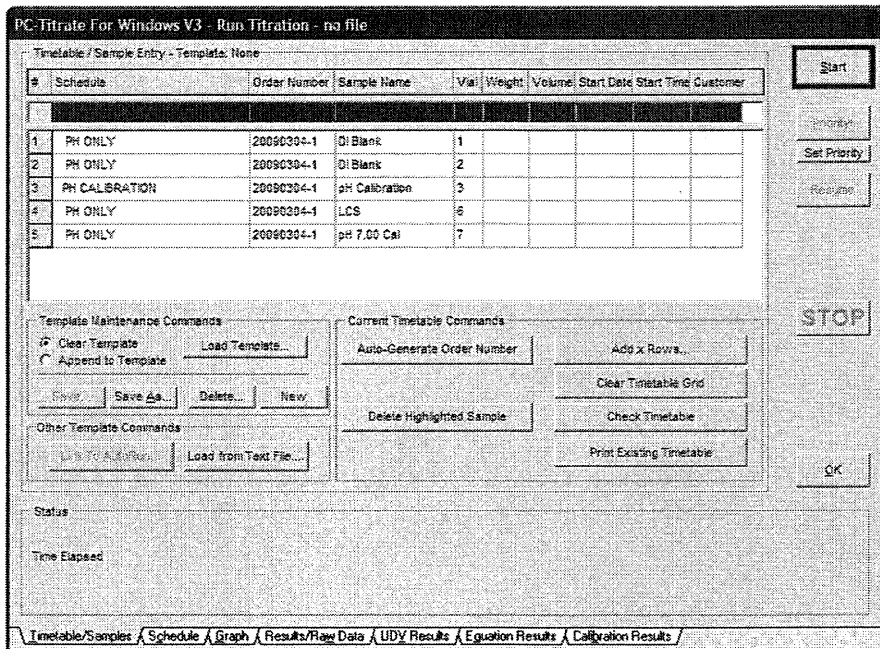 PC-Titrate For Windows V3 - Run Titration - no file
Timetable / Sample Entry - Template: None
# Schedule Order Number Sample Name Vial Weight Volume Start Date Start Time Customer
1 PH ONLY 20090304-1 DI Blank 1
2 PH ONLY 20090304-1 DI Blank 2
3 PH CALIBRATION 20090304-1 pH Calibration 3
4 PH ONLY 20090304-1 LCS 6
5 PH ONLY 20090304-1 pH 7.00 Cal 7
Start
Priority
Set Priority
Resume
STOP
OK
Template Maintenance Commands
Clear Template
Append to Template
Load Template...
Save
Save As...
Delete...
New
Other Template Commands
Link To AutoRun...
Load from Text File...
Current Timetable Commands
Auto-Generate Order Number
Add x Rows...
Clear Timetable Grid
Delete Highlighted Sample
Check Timetable
Print Existing Timetable
Status
Time Elapsed
Timetable/Samples Schedule Graph Results/Raw Data UDV Results Equation Results Calibration Results